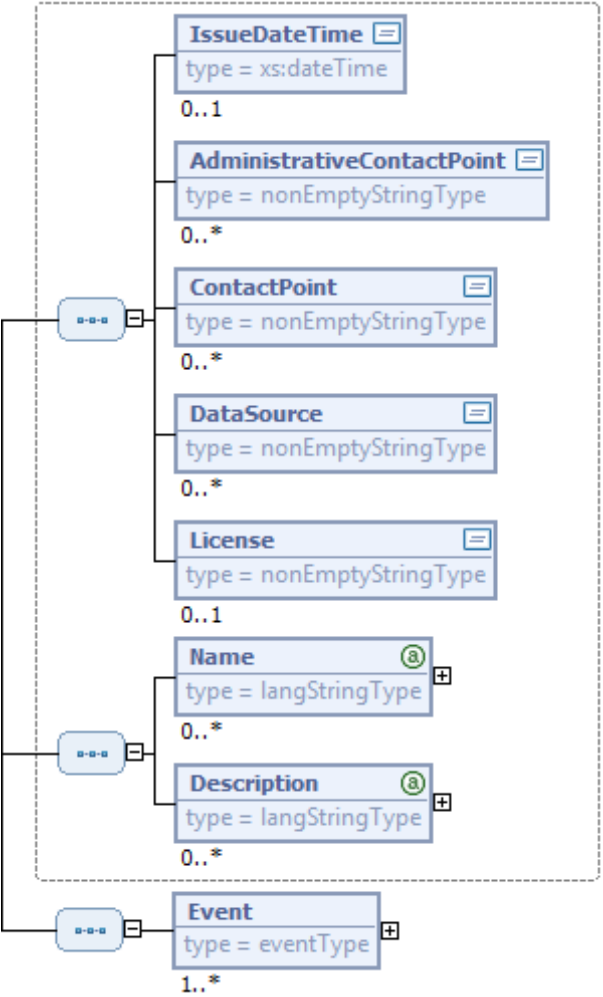 IssueDateTime
type = xs:dateTime
0..1
AdministrativeContactPoint
type = nonEmptyStringType
0..*
ContactPoint
type = nonEmptyStringType
0..*
DataSource
type = nonEmptyStringType
0..*
License
type = nonEmptyStringType
0..1
Name a
type = langStringType
0..*
Description a
type = langStringType
0..*
Event
type = eventType
1..*